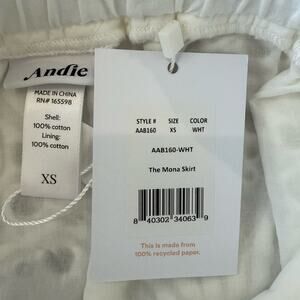 Andie
MADE IN CHINA
RN# 165598
Shell:
100% cotton
Lining:
100% cotton
XS
STYLE # SIZE COLOR
AAB160 XS WHT
AAB160-WHT
The Mona Skirt
8 40302 34063 9
This is made from
100% recycled paper.